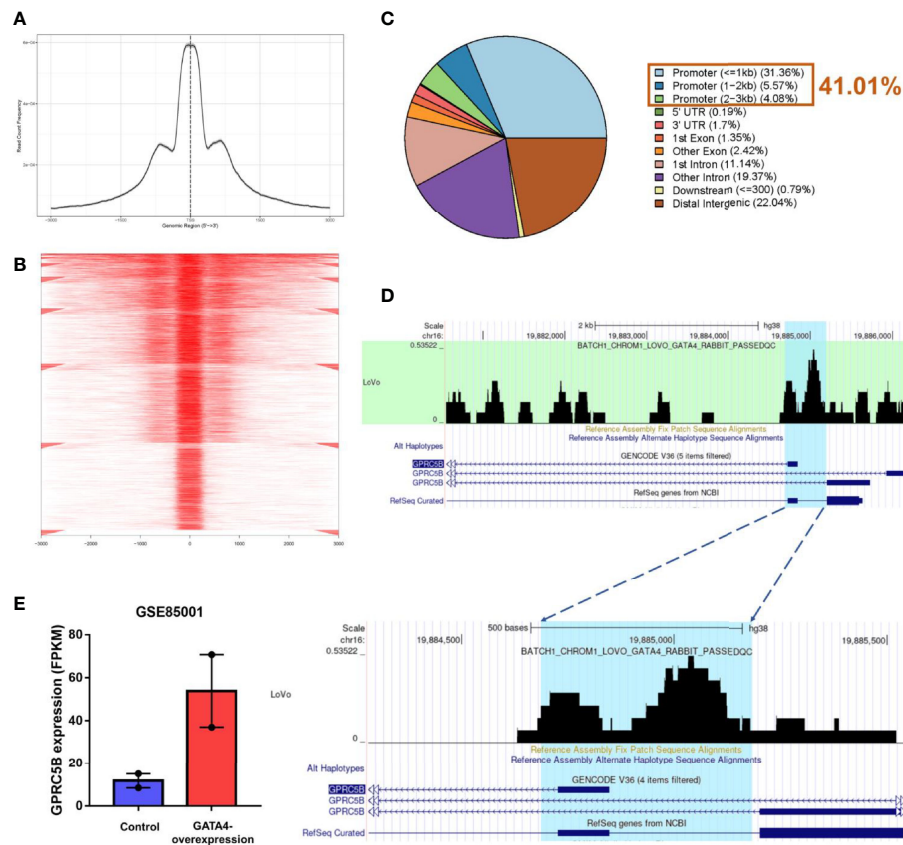 A
Read Count Frequency
Genomic Region (5'->3')
B
-3000 -2000 -1000 0 1000 2000 3000
C
Promoter (<=1kb) (31.36%)
Promoter (1-2kb) (5.57%)
Promoter (2-3kb) (4.08%)
5' UTR (0.19%)
3' UTR (1.7%)
1st Exon (1.35%)
Other Exon (2.42%)
1st Intron (11.14%)
Other Intron (19.37%)
Downstream (<=300) (0.79%)
Distal Intergenic (22.04%)
41.01%
D
Scale 2 kb hg38
chr16: 19,882,000 19,883,000 19,884,000 19,885,000 19,886,000
0.53522 BATCH1_CHROM1_LOVO_GATA4_RABBIT_PASSEDQC
LoVo
0
Reference Assembly Fix Patch Sequence Alignments
Reference Assembly Alternate Haplotype Sequence Alignments
Alt Haplotypes
GENCODE V36 (5 items filtered)
GPRC5B
GPRC5B
GPRC5B
RefSeq genes from NCBI
RefSeq Curated
E
GSE85001
GPRC5B expression (FPKM)
80
60
40
20
0
Control GATA4-
overexpression
Scale 500 bases hg38
chr16: 19,884,500 19,885,000 19,885,500
0.53522 BATCH1_CHROM1_LOVO_GATA4_RABBIT_PASSEDQC
LoVo
0
Reference Assembly Fix Patch Sequence Alignments
Reference Assembly Alternate Haplotype Sequence Alignments
Alt Haplotypes
GENCODE V36 (4 items filtered)
GPRC5B
GPRC5B
GPRC5B
RefSeq genes from NCBI
RefSeq Curated